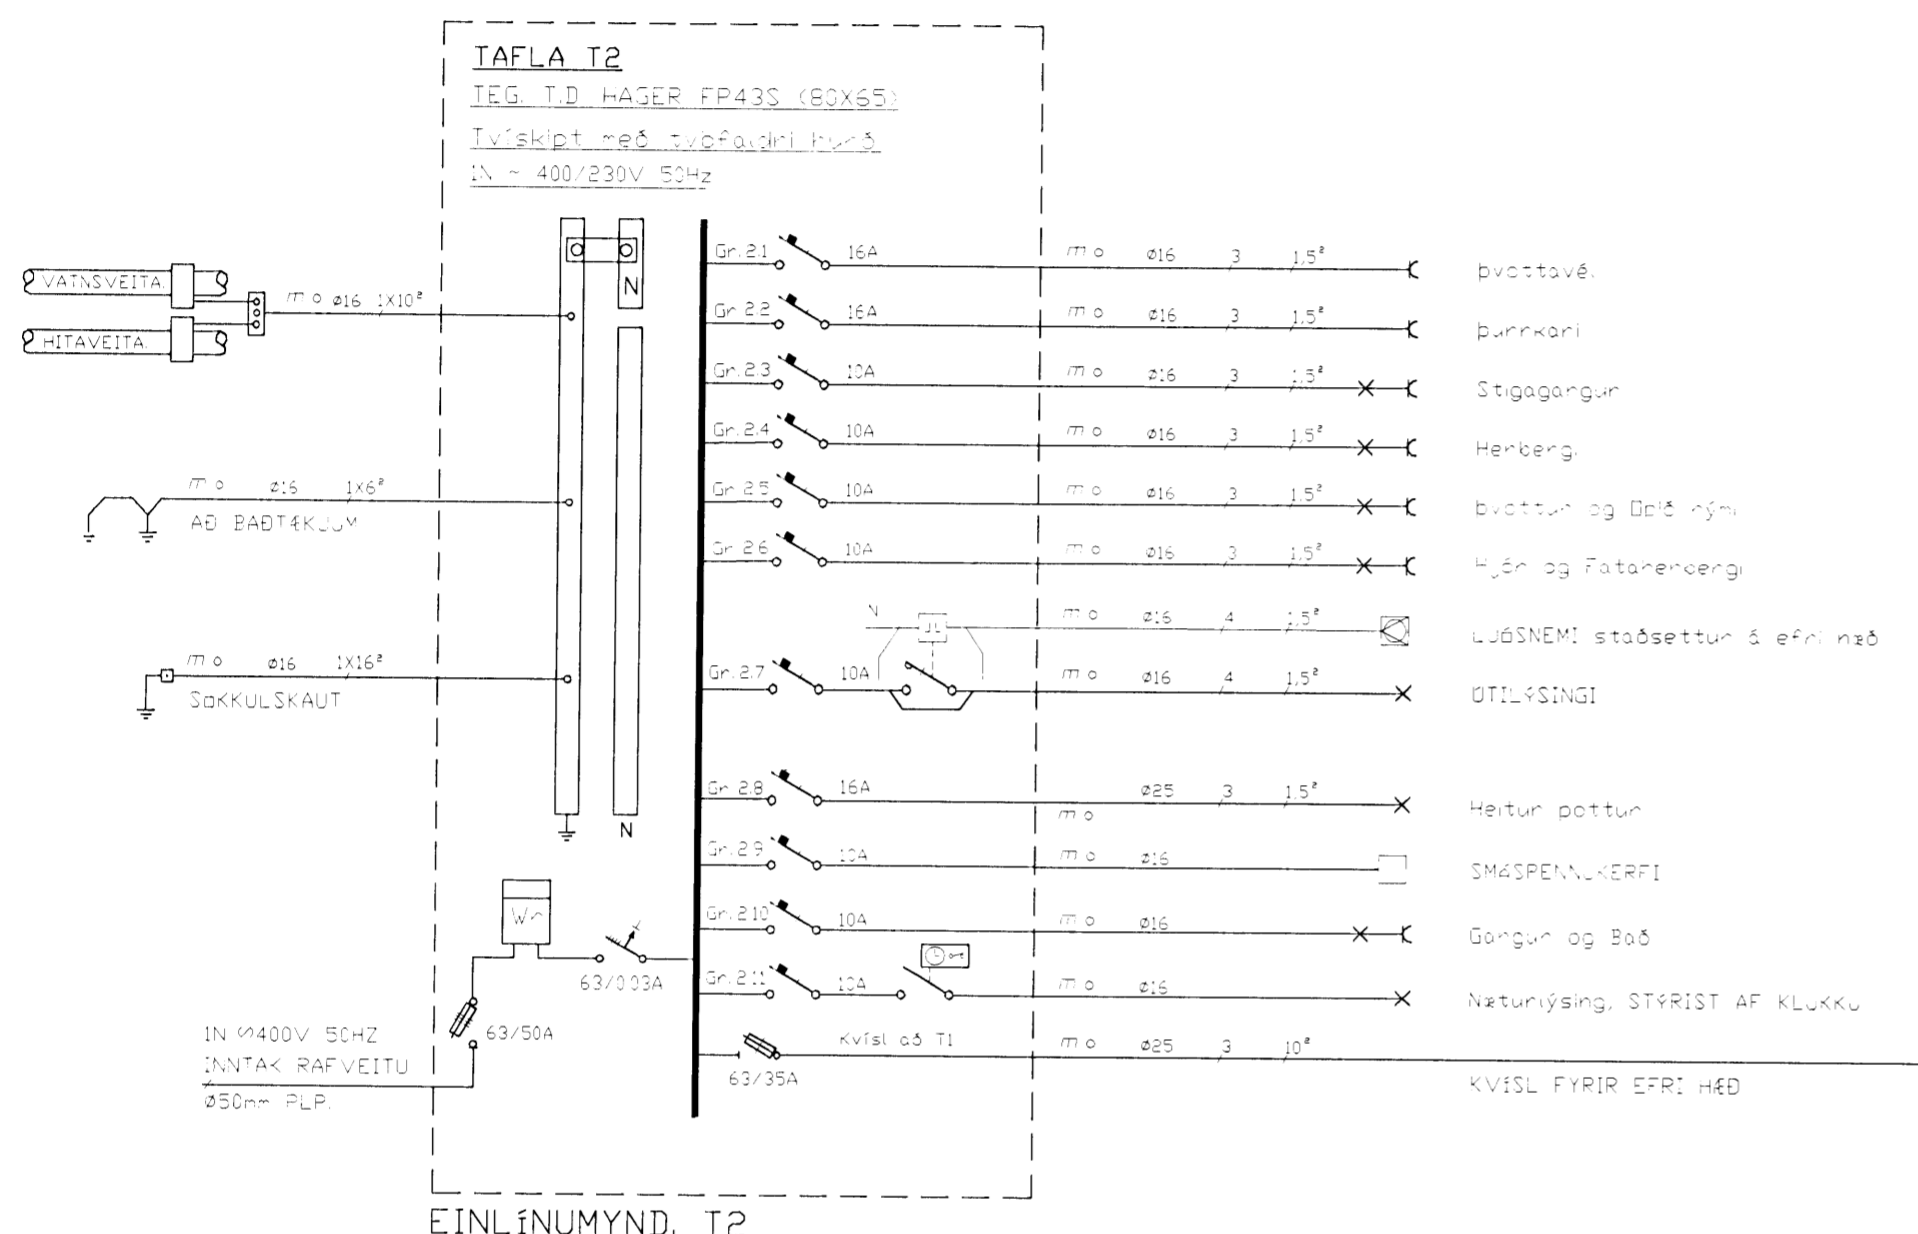 TAFLA T2
TEG. T.D HAGER FP43S (80X65)
Tvískipt með tvöfaldri hurð
1N ~ 400/230V 50Hz
VATNSVEITA.
HITAVEITA.
m o ø16 1X10²
m o ø16 1X6²
AÐ BAÐTÆKJUM
m o ø16 1X16²
SöKKULSKAUT
N
N
Gr.2.1 16A m o ø16 3 1,5² þvottavél
Gr.2.2 16A m o ø16 3 1,5² þurrkari
Gr.2.3 10A m o ø16 3 1,5² Stigagangur
Gr.2.4 10A m o ø16 3 1,5² Herbergi
Gr.2.5 10A m o ø16 3 1,5² þvottur og Opið rými
Gr.2.6 10A m o ø16 3 1,5² Hjón og Fataherbergi
N m o ø16 4 1,5² LJóSNEMI staðsettur á efri hæð
Gr.2.7 10A m o ø16 4 1,5² ÚTILÝSINGI
Gr.2.8 16A m o ø25 3 1.5² Heitur pottur
Gr.2.9 10A m o ø16 SMáSPENNUKERFI
Gr.2.10 10A m o ø16 Gangur og Bað
Gr.2.11 10A m o ø16 Næturlýsing, STÝRIST AF KLUKKU
Wh
63/0.03A
63/50A
1N ∿400V 50HZ
INNTAK RAFVEITU
Ø50mm PLP.
63/35A Kvísl að T1 m o ø25 3 10²
KVíSL FYRIR EFRI HÆÐ
EINLíNUMYND. T2